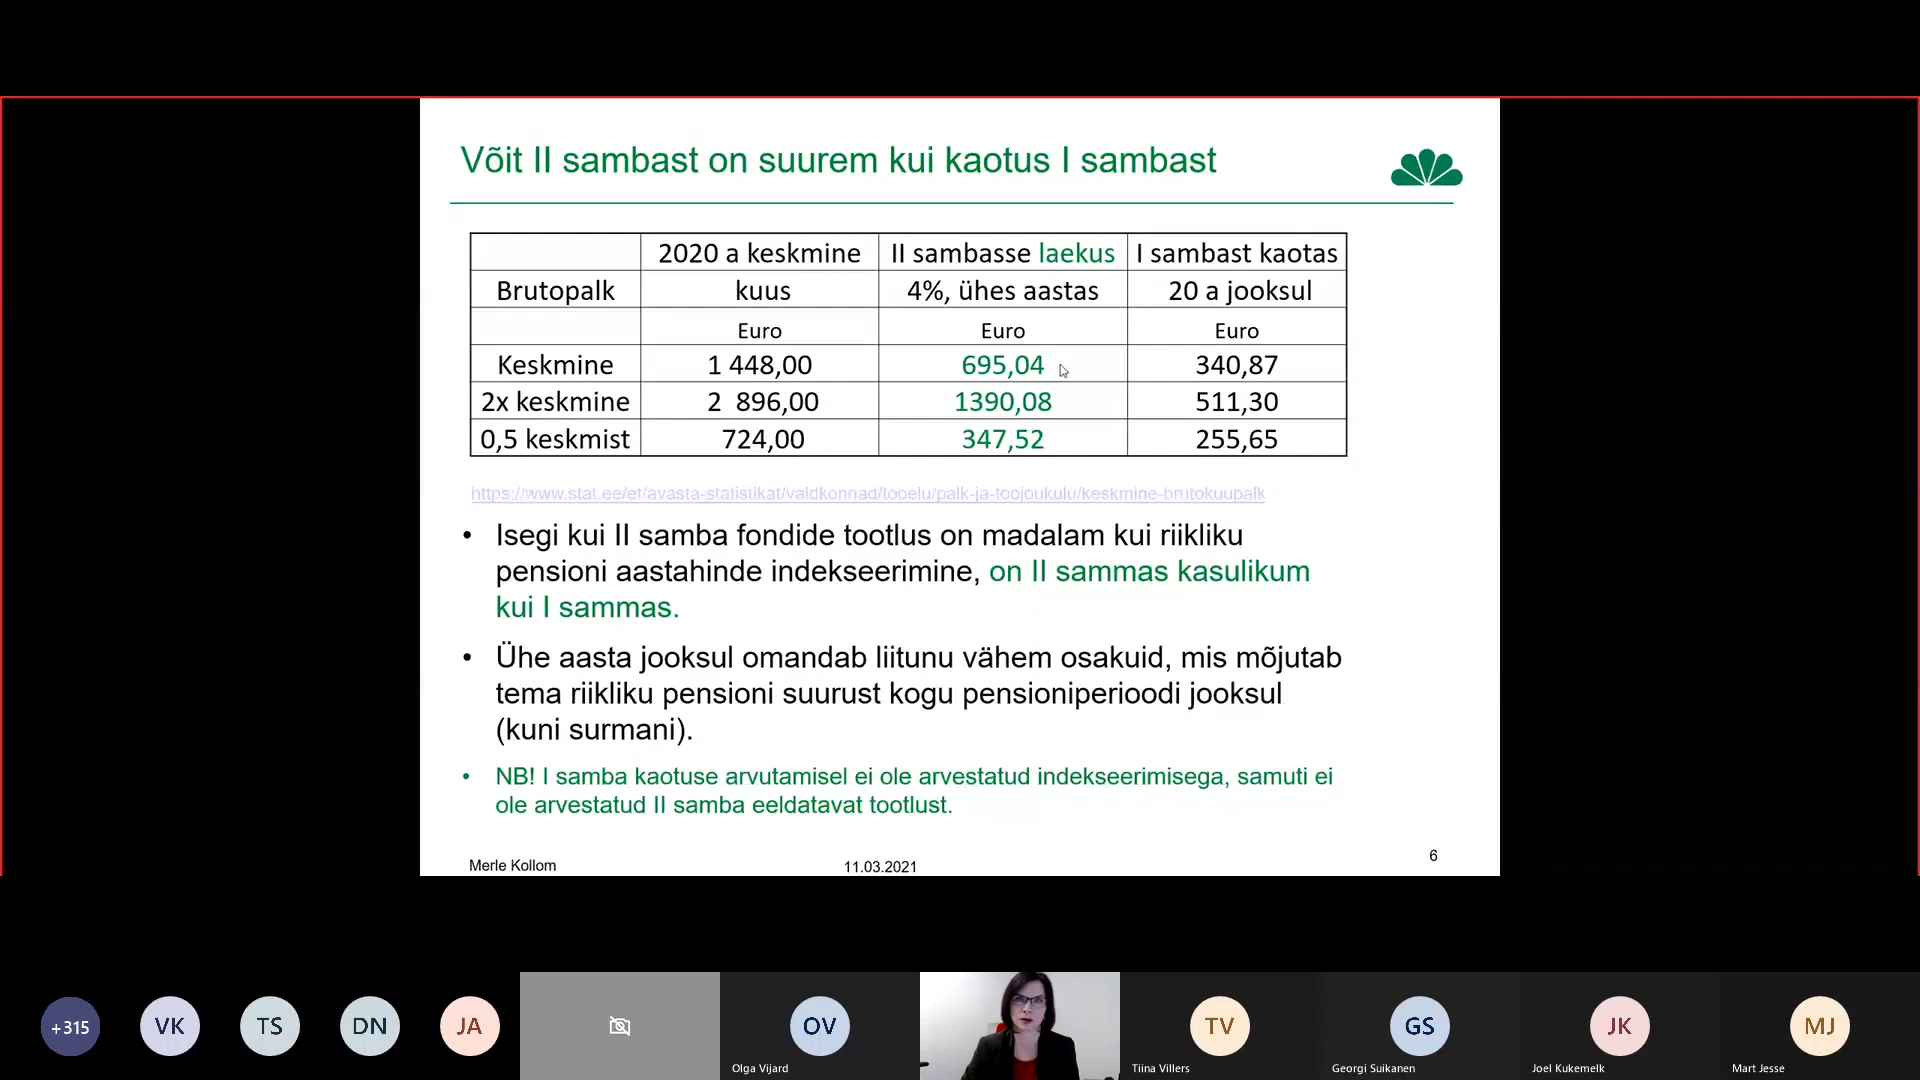 Võit II sambast on suurem kui kaotus I sambast
2020 a keskmine II sambasse laekus I sambast kaotas
Brutopalk kuus 4%, ühes aastas 20 a jooksul
Euro Euro Euro
Keskmine 1 448,00 695,04 340,87
2x keskmine 2 896,00 1390,08 511,30
0,5 keskmist 724,00 347,52 255,65
https://www.stat.ee/et/avasta-statistikat/valdkonnad/tooelu/palk-ja-toojoukulu/keskmine-brutokuupalk
• Isegi kui II samba fondide tootlus on madalam kui riikliku
pensioni aastahinde indekseerimine, on II sammas kasulikum
kui I sammas.
• Ühe aasta jooksul omandab liitunu vähem osakuid, mis mõjutab
tema riikliku pensioni suurust kogu pensioniperioodi jooksul
(kuni surmani).
• NB! I samba kaotuse arvutamisel ei ole arvestatud indekseerimisega, samuti ei
ole arvestatud II samba eeldatavat tootlust.
Merle Kollom 11.03.2021 6
+315 VK TS DN JA OV TV GS JK MJ
Olga Vijard Tiina Villers Georgi Suikanen Joel Kukemelk Mart Jesse